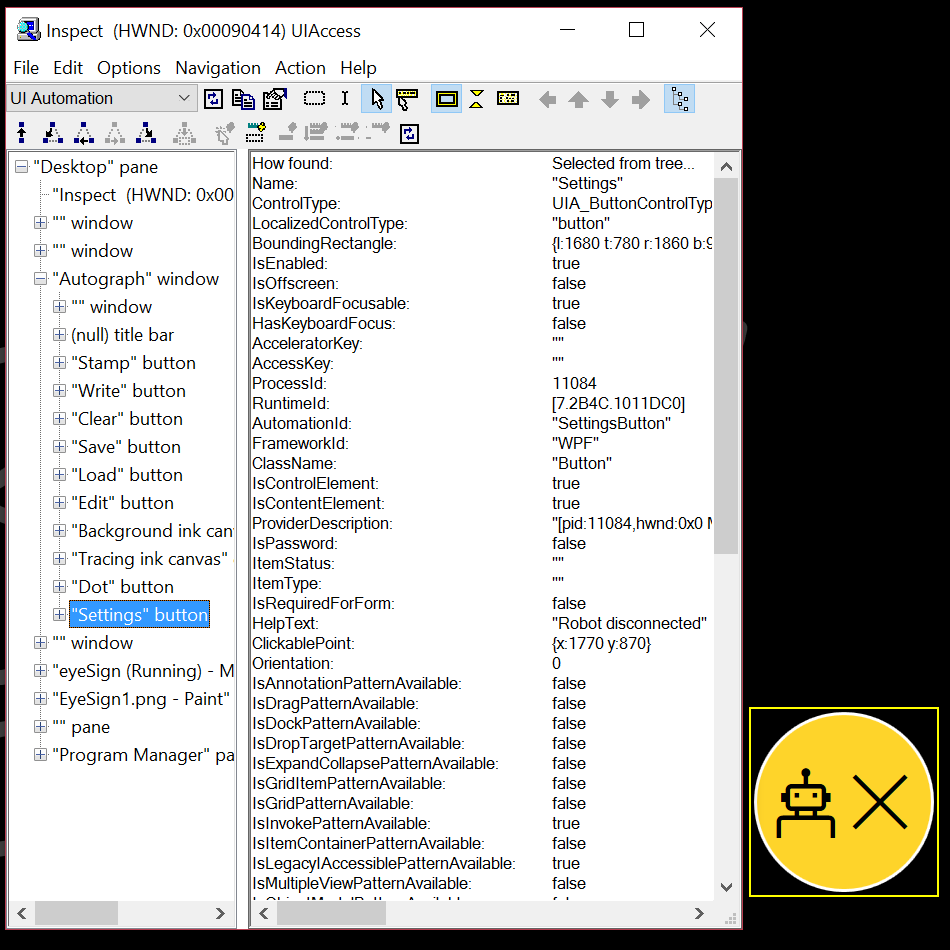 Inspect  (HWND: 0x00090414) UIAccess
File Edit Options Navigation Action Help
UI Automation
"Desktop" pane
"Inspect  (HWND: 0x00
"" window
"" window
"Autograph" window
"" window
(null) title bar
"Stamp" button
"Write" button
"Clear" button
"Save" button
"Load" button
"Edit" button
"Background ink can
"Tracing ink canvas"
"Dot" button
"Settings" button
"" window
"eyeSign (Running) - M
"EyeSign1.png - Paint"
"" pane
"Program Manager" pa
How found: Selected from tree...
Name: "Settings"
ControlType: UIA_ButtonControlTyp
LocalizedControlType: "button"
BoundingRectangle: {l:1680 t:780 r:1860 b:9
IsEnabled: true
IsOffscreen: false
IsKeyboardFocusable: true
HasKeyboardFocus: false
AcceleratorKey: ""
AccessKey: ""
ProcessId: 11084
RuntimeId: [7.2B4C.1011DC0]
AutomationId: "SettingsButton"
FrameworkId: "WPF"
ClassName: "Button"
IsControlElement: true
IsContentElement: true
ProviderDescription: "[pid:11084,hwnd:0x0 M
IsPassword: false
ItemStatus: ""
ItemType: ""
IsRequiredForForm: false
HelpText: "Robot disconnected"
ClickablePoint: {x:1770 y:870}
Orientation: 0
IsAnnotationPatternAvailable: false
IsDragPatternAvailable: false
IsDockPatternAvailable: false
IsDropTargetPatternAvailable: false
IsExpandCollapsePatternAvailable: false
IsGridItemPatternAvailable: false
IsGridPatternAvailable: false
IsInvokePatternAvailable: true
IsItemContainerPatternAvailable: false
IsLegacyIAccessiblePatternAvailable: true
IsMultipleViewPatternAvailable: false